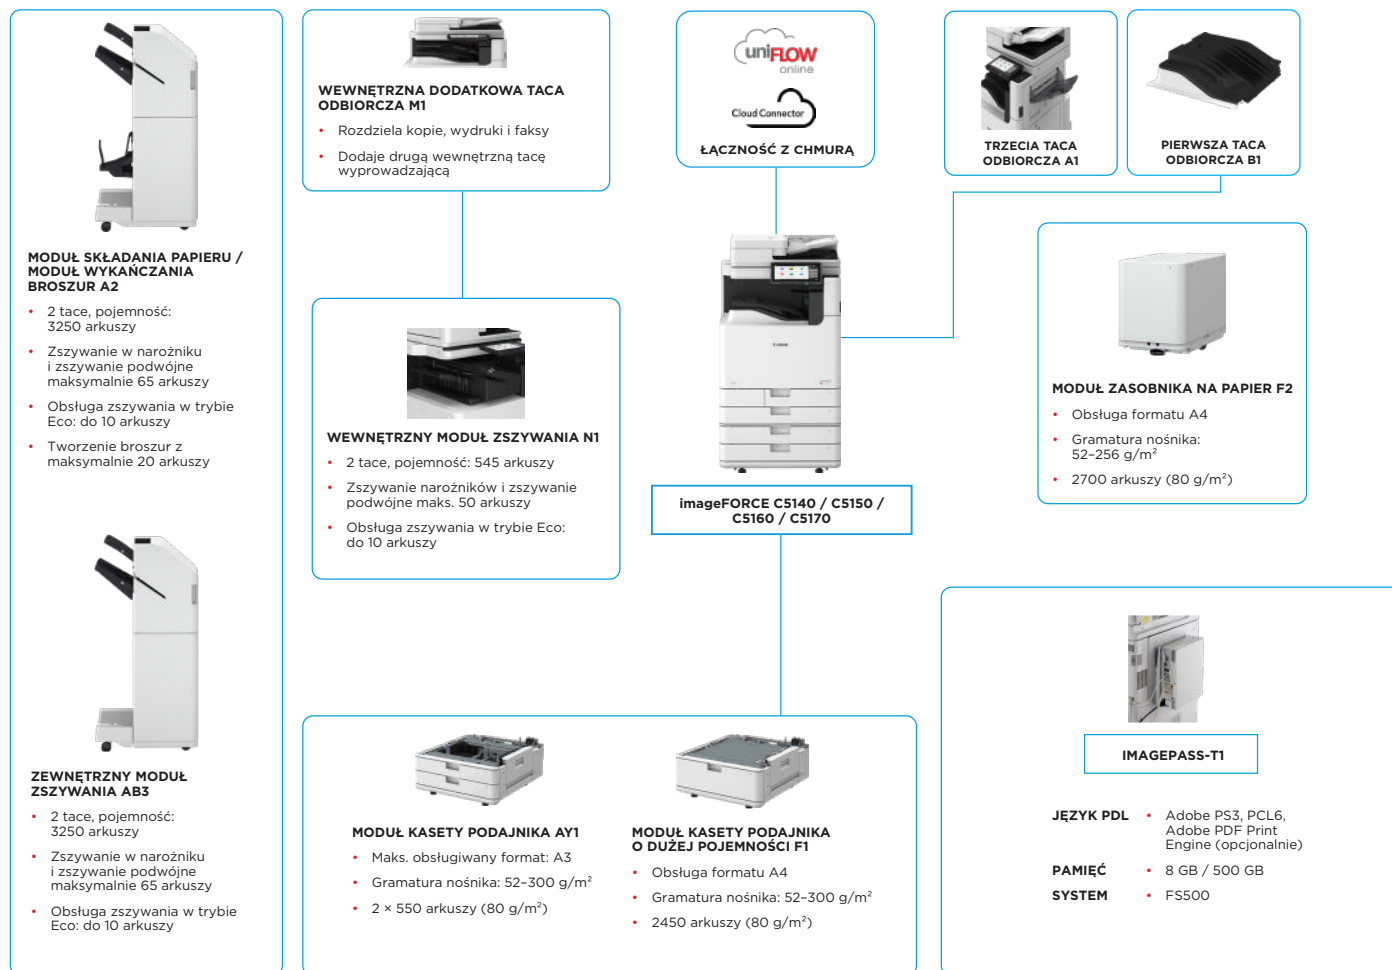 MODUŁ SKŁADANIA PAPIERU /
MODUŁ WYKAŃCZANIA
BROSZUR A2
• 2 tace, pojemność:
3250 arkuszy
• Zszywanie w narożniku
i zszywanie podwójne
maksymalnie 65 arkuszy
• Obsługa zszywania w trybie
Eco: do 10 arkuszy
• Tworzenie broszur z
maksymalnie 20 arkuszy
ZEWNĘTRZNY MODUŁ
ZSZYWANIA AB3
• 2 tace, pojemność:
3250 arkuszy
• Zszywanie w narożniku
i zszywanie podwójne
maksymalnie 65 arkuszy
• Obsługa zszywania w trybie
Eco: do 10 arkuszy
WEWNĘTRZNA DODATKOWA TACA
ODBIORCZA M1
• Rozdziela kopie, wydruki i faksy
• Dodaje drugą wewnętrzną tacę
wyprowadzającą
WEWNĘTRZNY MODUŁ ZSZYWANIA N1
• 2 tace, pojemność: 545 arkuszy
• Zszywanie narożników i zszywanie
podwójne maks. 50 arkuszy
• Obsługa zszywania w trybie Eco:
do 10 arkuszy
uniFLOW
online
Cloud Connector
ŁĄCZNOŚĆ Z CHMURĄ
Canon
imageFORCE C5140 / C5150 /
C5160 / C5170
TRZECIA TACA
ODBIORCZA A1
PIERWSZA TACA
ODBIORCZA B1
MODUŁ ZASOBNIKA NA PAPIER F2
• Obsługa formatu A4
• Gramatura nośnika:
52–256 g/m²
• 2700 arkuszy (80 g/m²)
MODUŁ KASETY PODAJNIKA AY1
• Maks. obsługiwany format: A3
• Gramatura nośnika: 52–300 g/m²
• 2 × 550 arkuszy (80 g/m²)
MODUŁ KASETY PODAJNIKA
O DUŻEJ POJEMNOŚCI F1
• Obsługa formatu A4
• Gramatura nośnika: 52–300 g/m²
• 2450 arkuszy (80 g/m²)
IMAGEPASS-T1
JĘZYK PDL • Adobe PS3, PCL6,
Adobe PDF Print
Engine (opcjonalnie)
PAMIĘĆ • 8 GB / 500 GB
SYSTEM • FS500